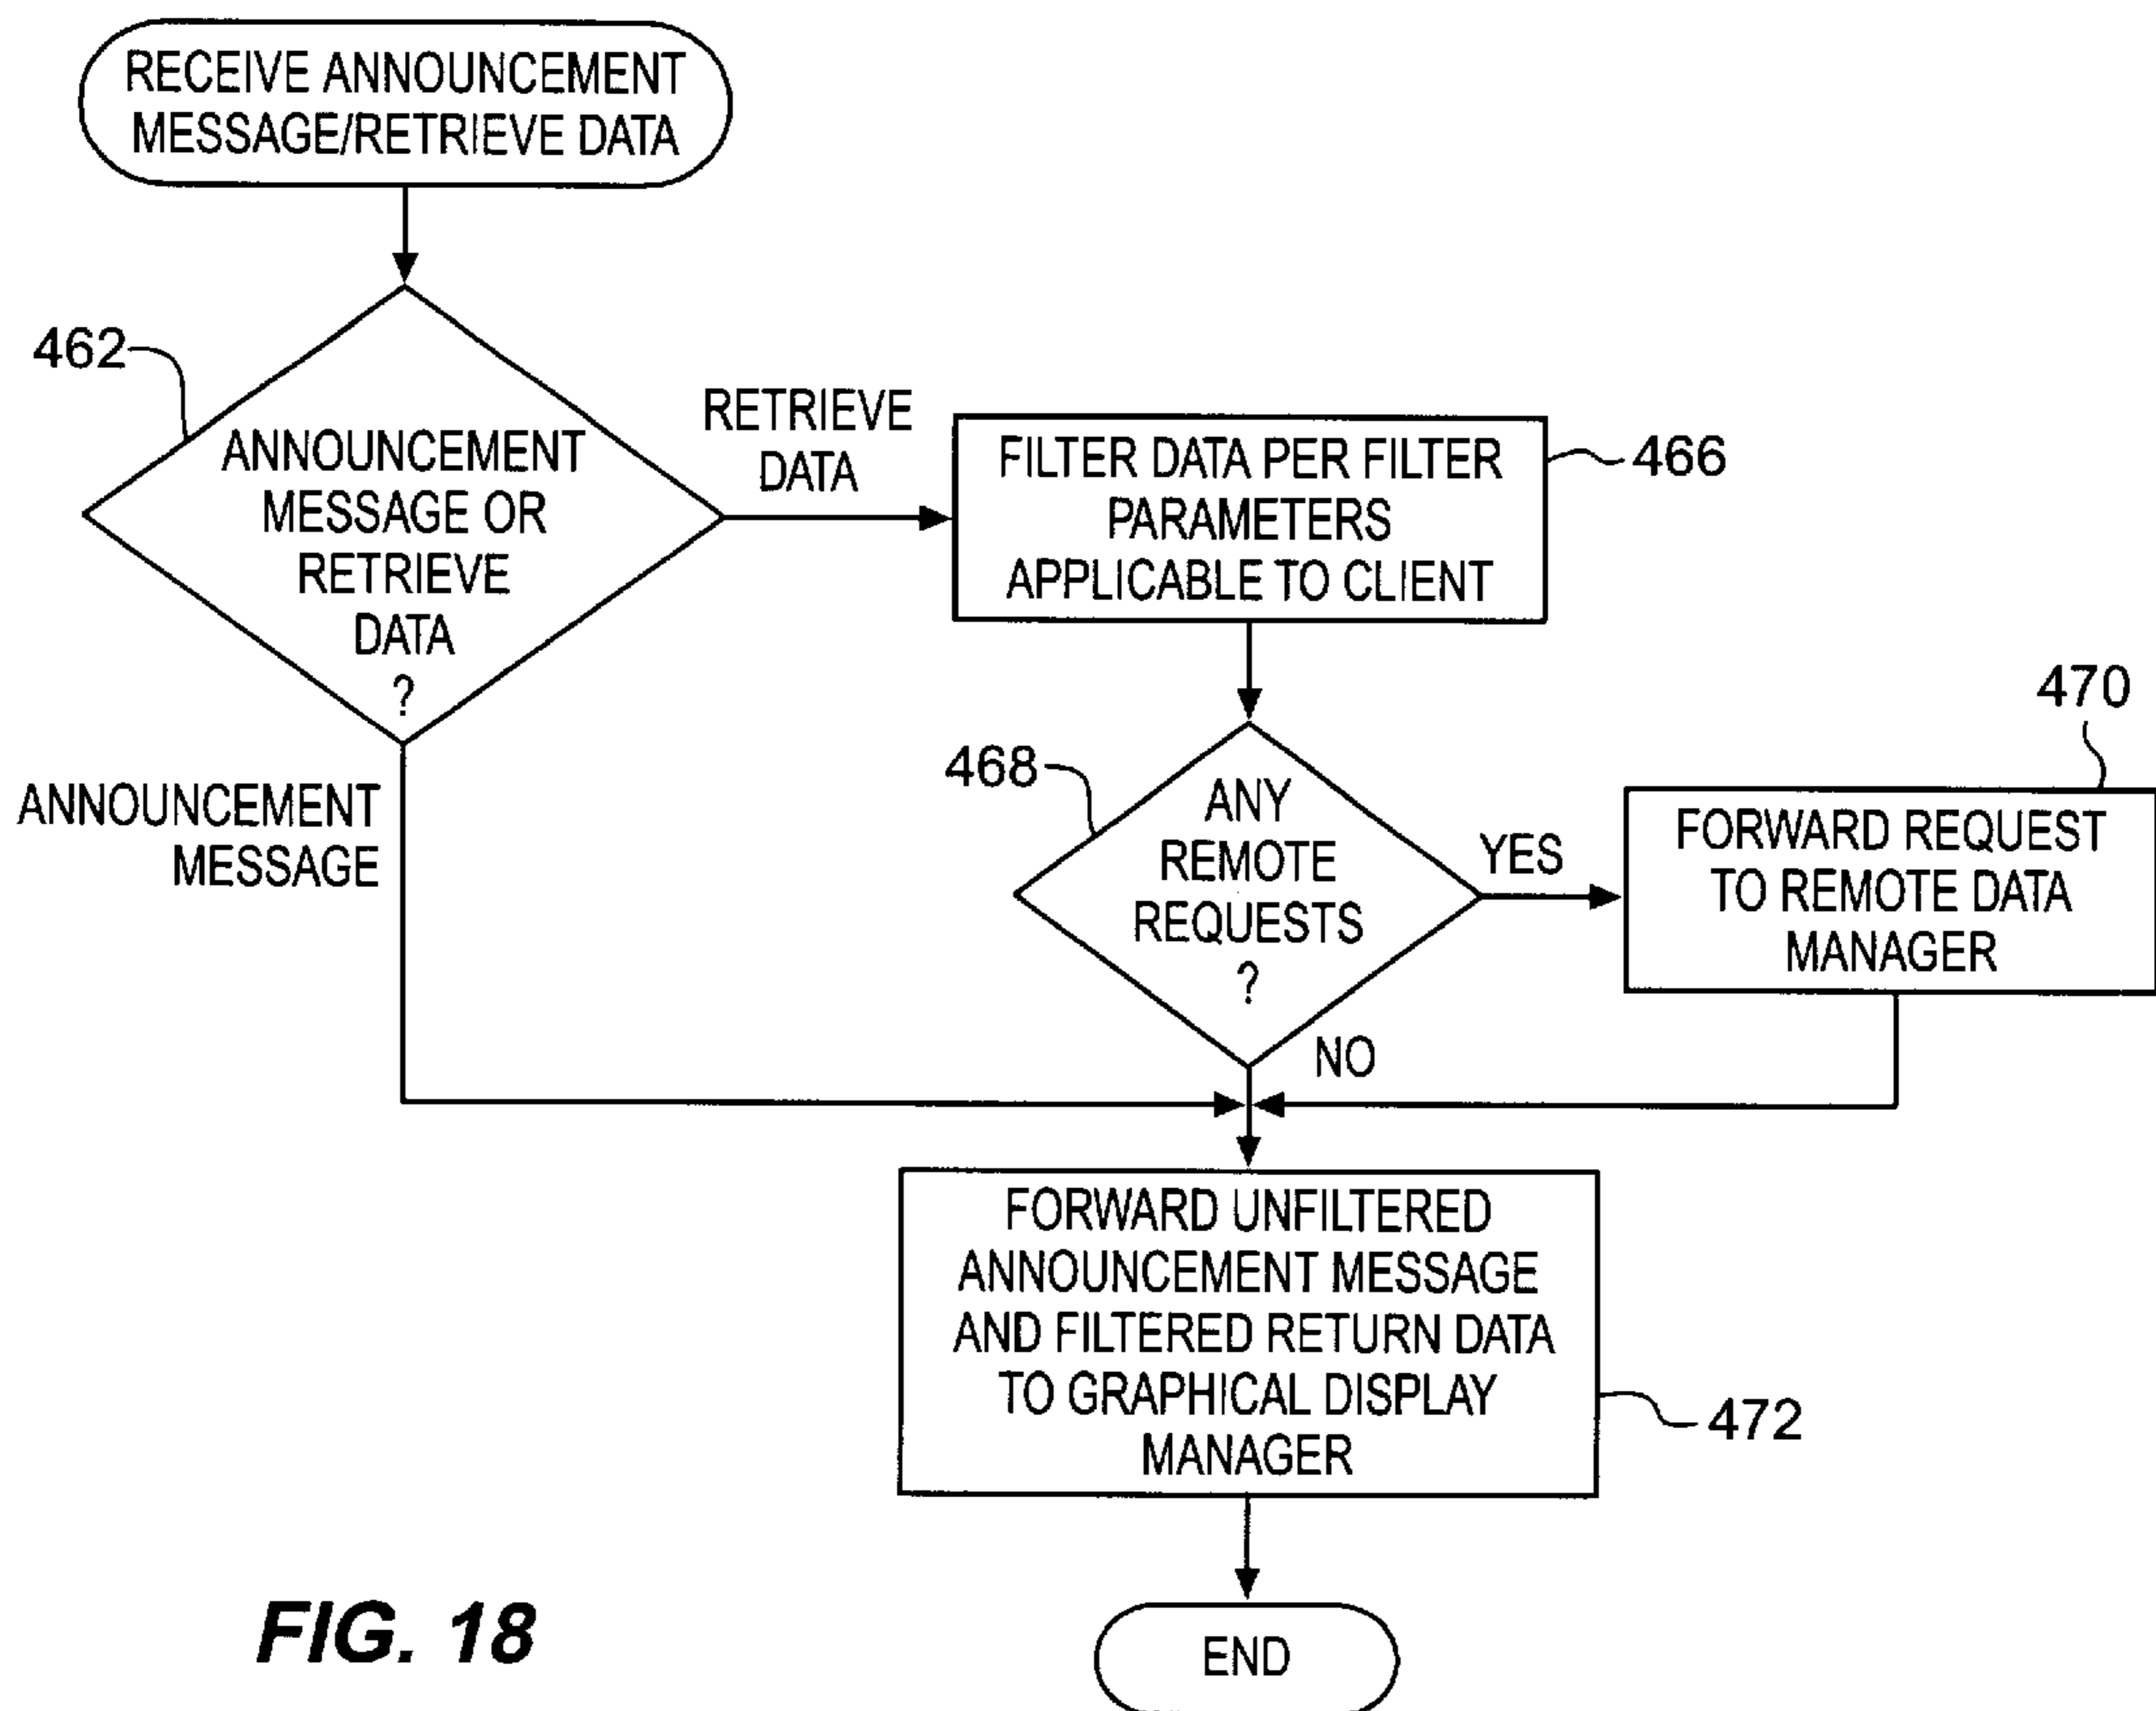 RECEIVE ANNOUNCEMENT
MESSAGE/RETRIEVE DATA
462
ANNOUNCEMENT
MESSAGE OR
RETRIEVE
DATA
?
RETRIEVE
DATA
FILTER DATA PER FILTER
PARAMETERS
APPLICABLE TO CLIENT
466
ANNOUNCEMENT
MESSAGE
468
ANY
REMOTE
REQUESTS
?
YES
470
FORWARD REQUEST
TO REMOTE DATA
MANAGER
NO
FORWARD UNFILTERED
ANNOUNCEMENT MESSAGE
AND FILTERED RETURN DATA
TO GRAPHICAL DISPLAY
MANAGER
472
END
FIG. 18